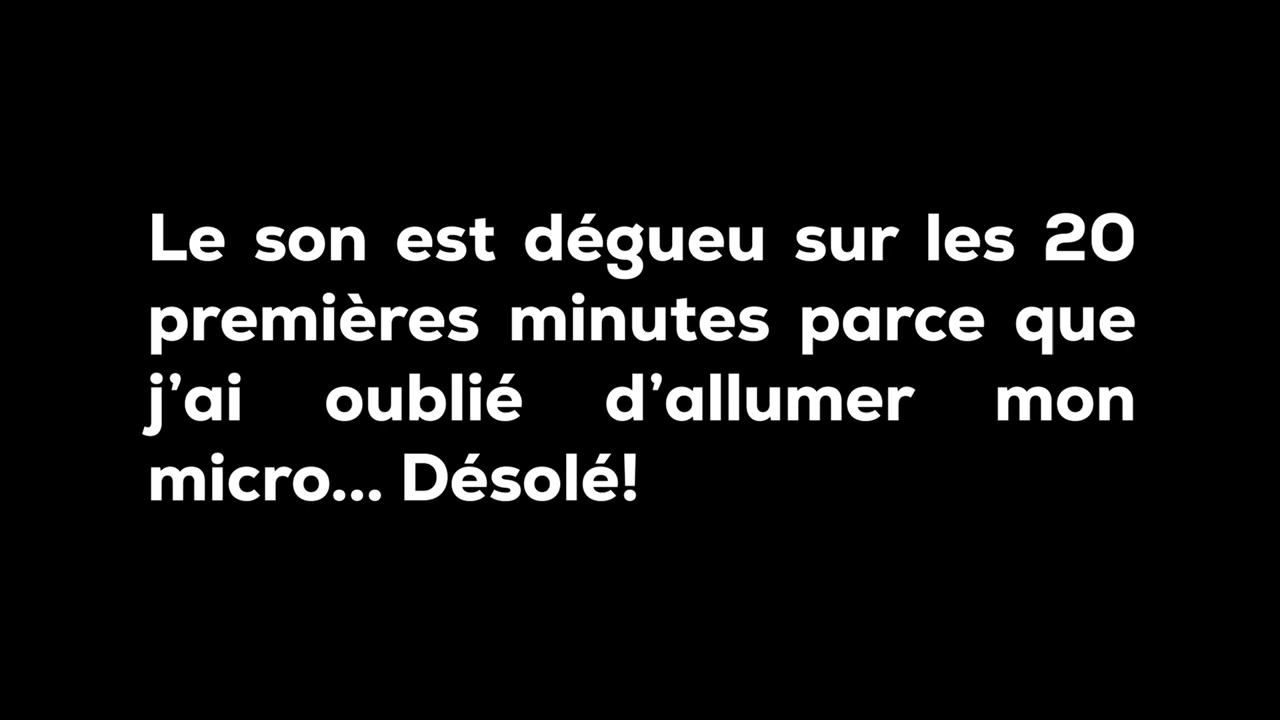 Le son est dégueu sur les 20
premières minutes parce que
j’ai oublié d’allumer mon
micro... Désolé!